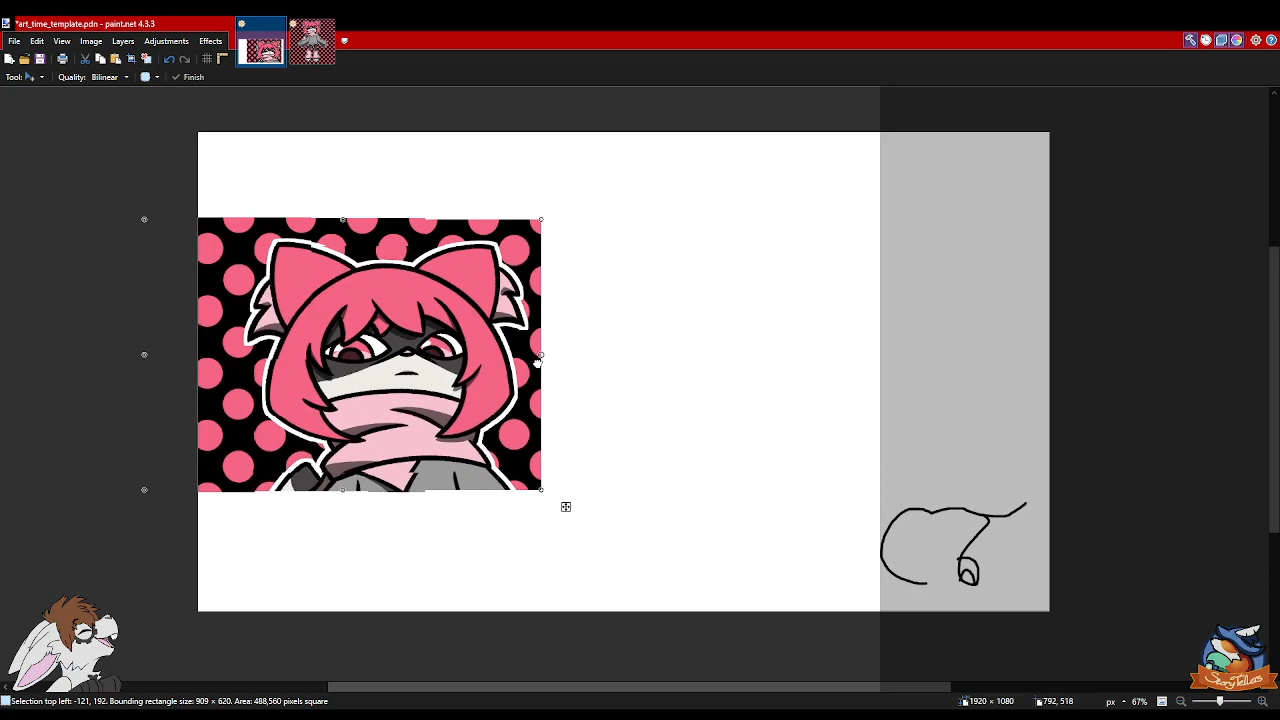 *art_time_template.pdn - paint.net 4.3.3
File Edit View Image Layers Adjustments Effects
Tool: Quality: Bilinear Finish
StoryTellers
Selection top left: -121, 192. Bounding rectangle size: 909 × 620. Area: 488,560 pixels square
1920 × 1080 792, 518 px 67%